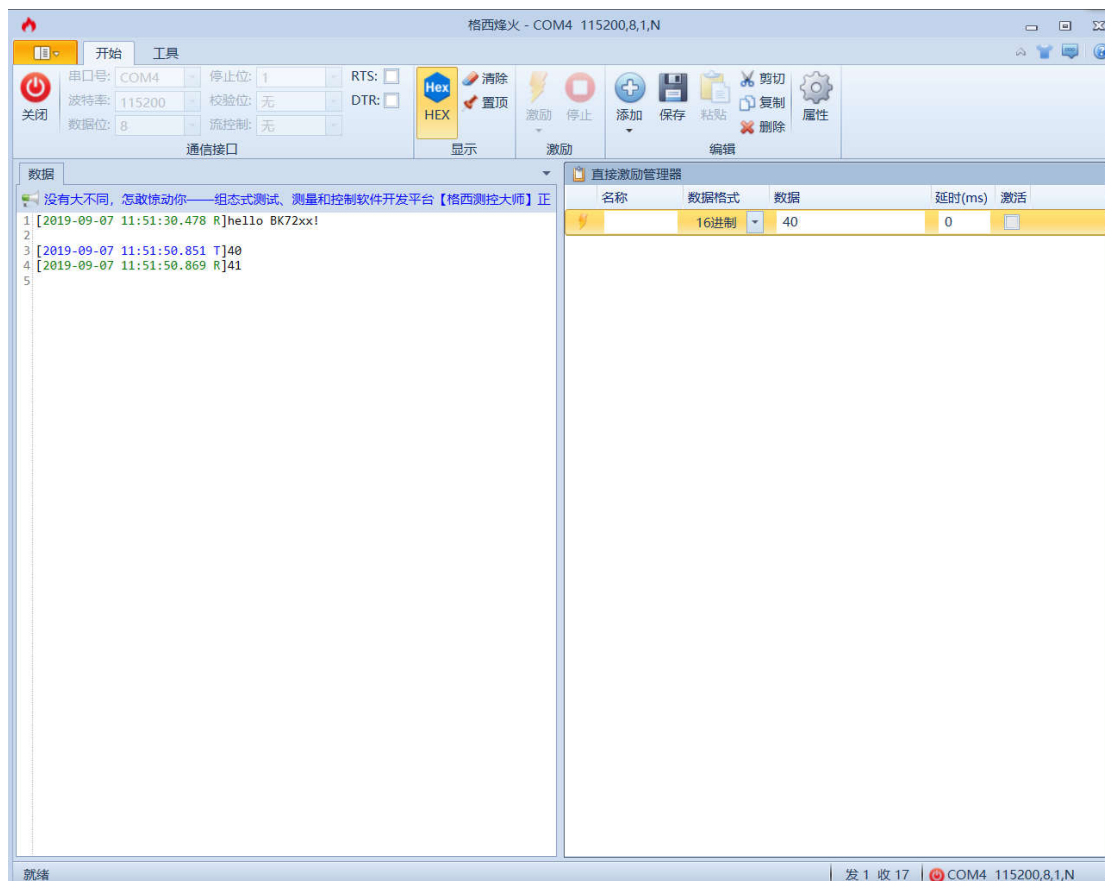 格西烽火 - COM4  115200,8,1,N
开始 工具
串口号: COM4 停止位: 1 RTS:
波特率: 115200 校验位: 无 DTR:
数据位: 8 流控制: 无
关闭
通信接口
Hex
HEX
清除
置顶
显示
激励 停止
激励
添加 保存 粘贴
剪切
复制
删除
属性
编辑
数据
没有大不同，怎敢惊动你——组态式测试、测量和控制软件开发平台【格西测控大师】正
1 [2019-09-07 11:51:30.478 R]hello BK72xx!
2
3 [2019-09-07 11:51:50.851 T]40
4 [2019-09-07 11:51:50.869 R]41
5
直接激励管理器
名称 数据格式 数据 延时(ms) 激活
16进制 40 0
就绪 发 1 收 17 COM4 115200,8,1,N